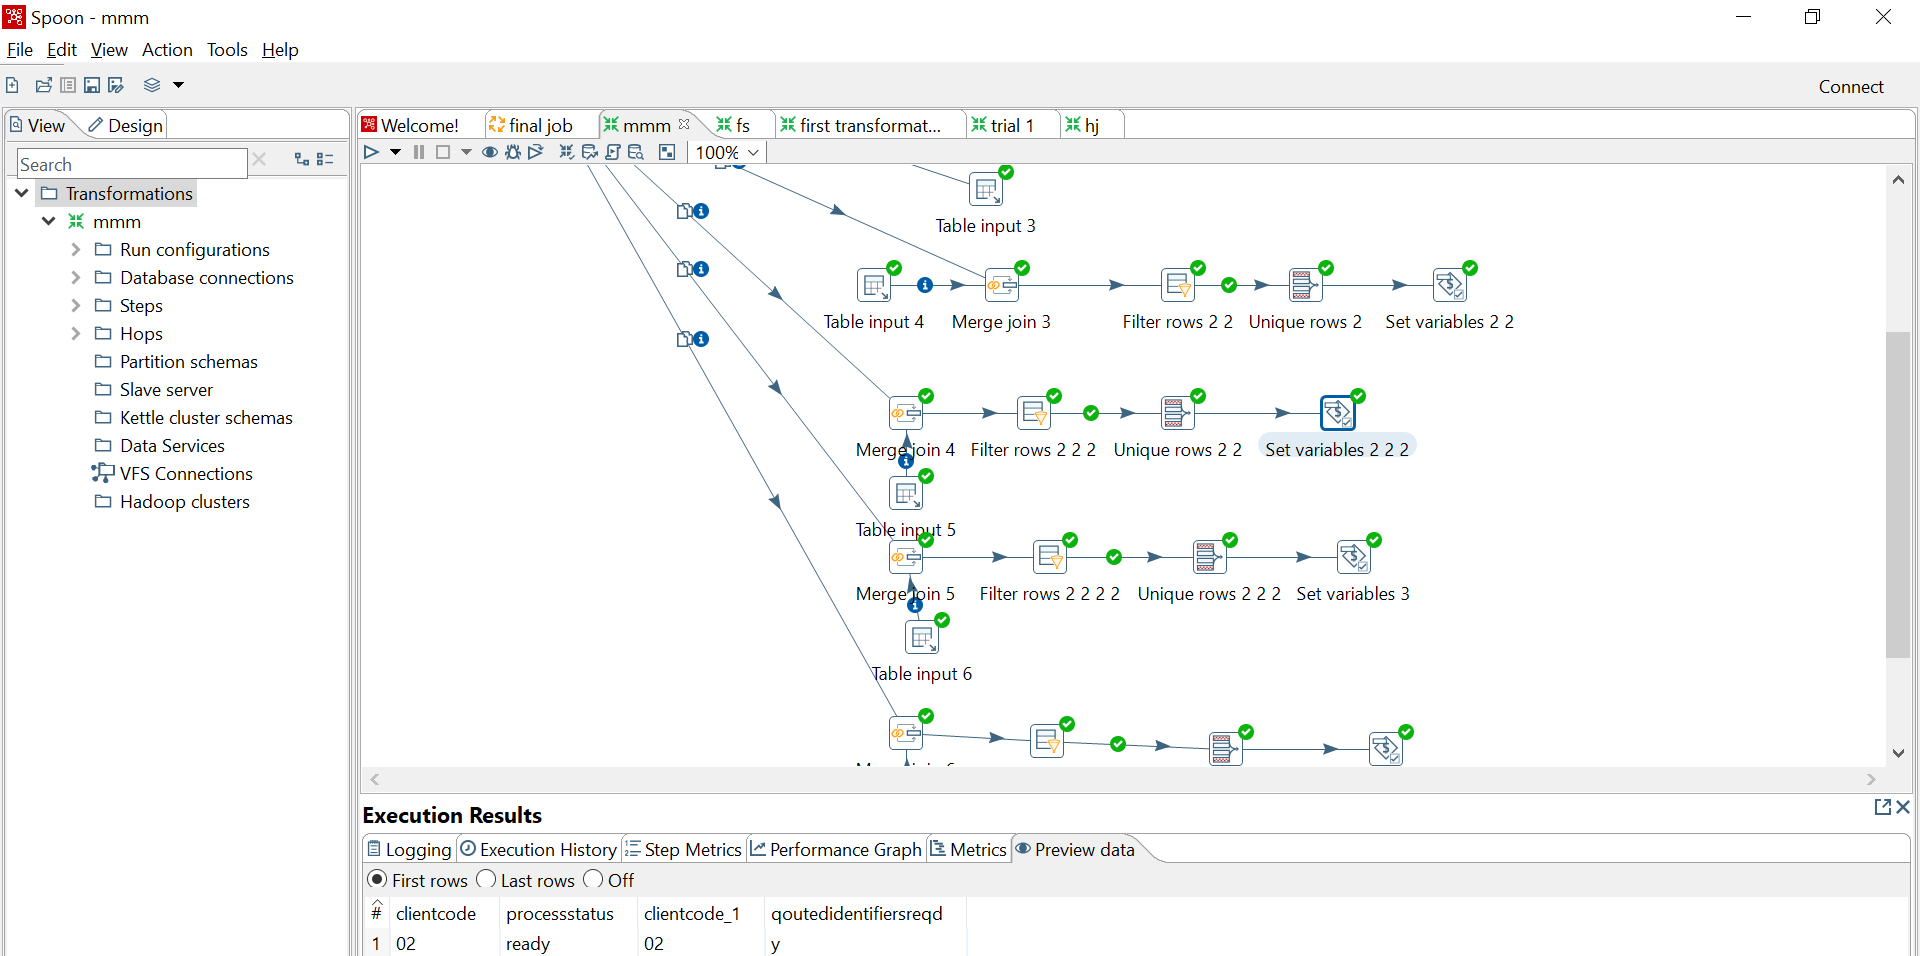 Spoon - mmm
File Edit View Action Tools Help
Connect
View Design
Welcome! final job mmm fs first transformat... trial 1 hj
Search
100%
Transformations
mmm
Run configurations
Database connections
Steps
Hops
Partition schemas
Slave server
Kettle cluster schemas
Data Services
VFS Connections
Hadoop clusters
Table input 3
Table input 4 Merge join 3 Filter rows 2 2 Unique rows 2 Set variables 2 2
Merge join 4 Filter rows 2 2 2 Unique rows 2 2 Set variables 2 2 2
Table input 5
Merge join 5 Filter rows 2 2 2 2 Unique rows 2 2 2 Set variables 3
Table input 6
Execution Results
Logging Execution History Step Metrics Performance Graph Metrics Preview data
First rows Last rows Off
# clientcode processstatus clientcode_1 qoutedidentifiersreqd
1 02 ready 02 y